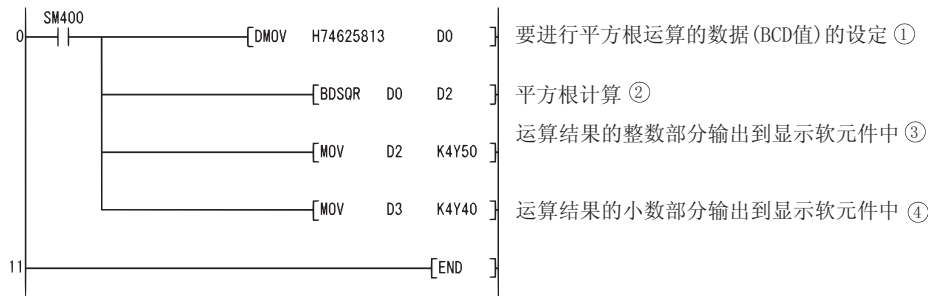 SM400
0 [DMOV H74625813 D0 ] 要进行平方根运算的数据(BCD值)的设定 ①
[BDSQR D0 D2 ] 平方根计算 ②
运算结果的整数部分输出到显示软元件中 ③
[MOV D2 K4Y50 ]
[MOV D3 K4Y40 ] 运算结果的小数部分输出到显示软元件中 ④
11 [END ]